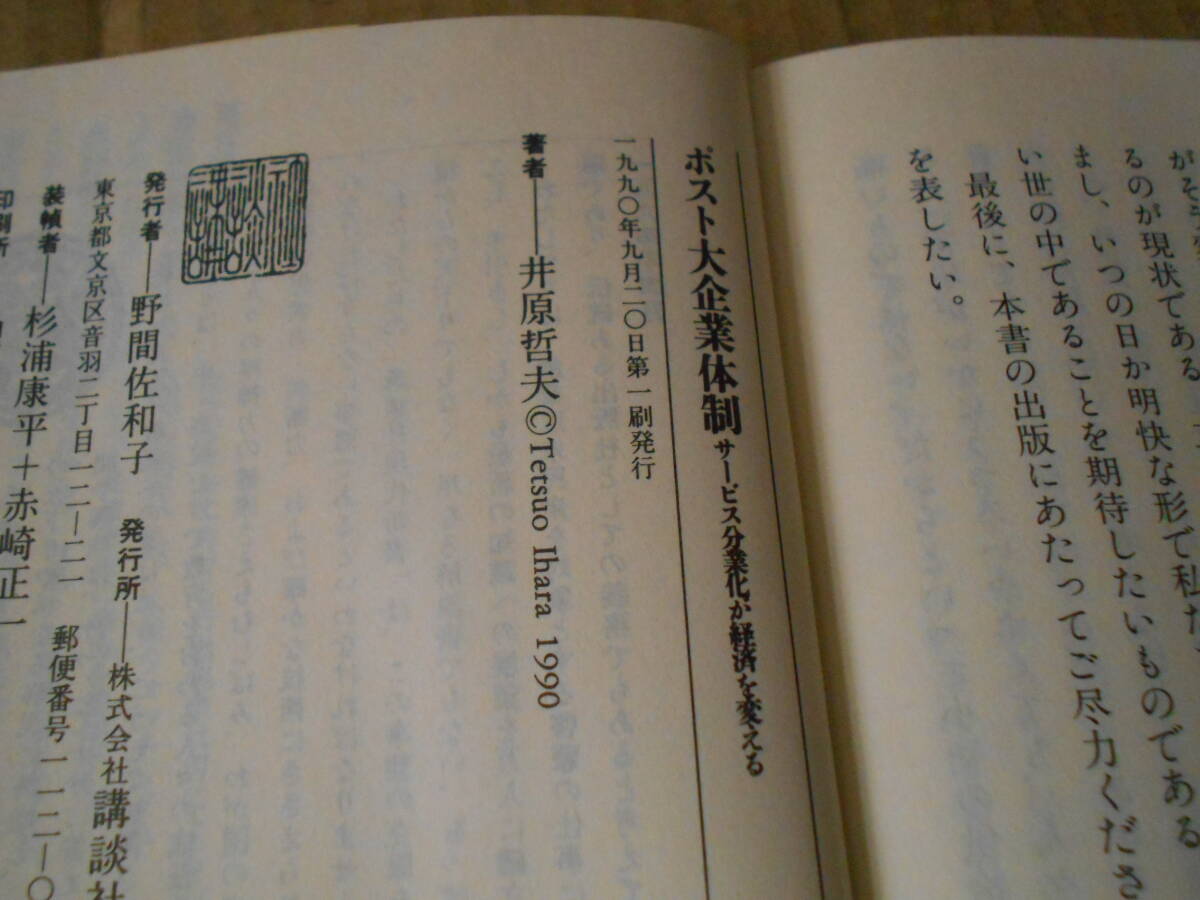 るのが現状である。
まし、いつの日か明快な形で私た
い世の中であることを期待したいものである
最後に、本書の出版にあたってご尽力くださ
を表したい。
ポスト大企業体制 サービス分業化が経済を変える
一九九〇年九月二〇日第一刷発行
著者──井原哲夫 ©Tetsuo Ihara 1990
発行者──野間佐和子 発行所──株式会社講談社
東京都文京区音羽二丁目一二─二一 郵便番号一一二─〇
装幀者──杉浦康平＋赤崎正一
印刷所